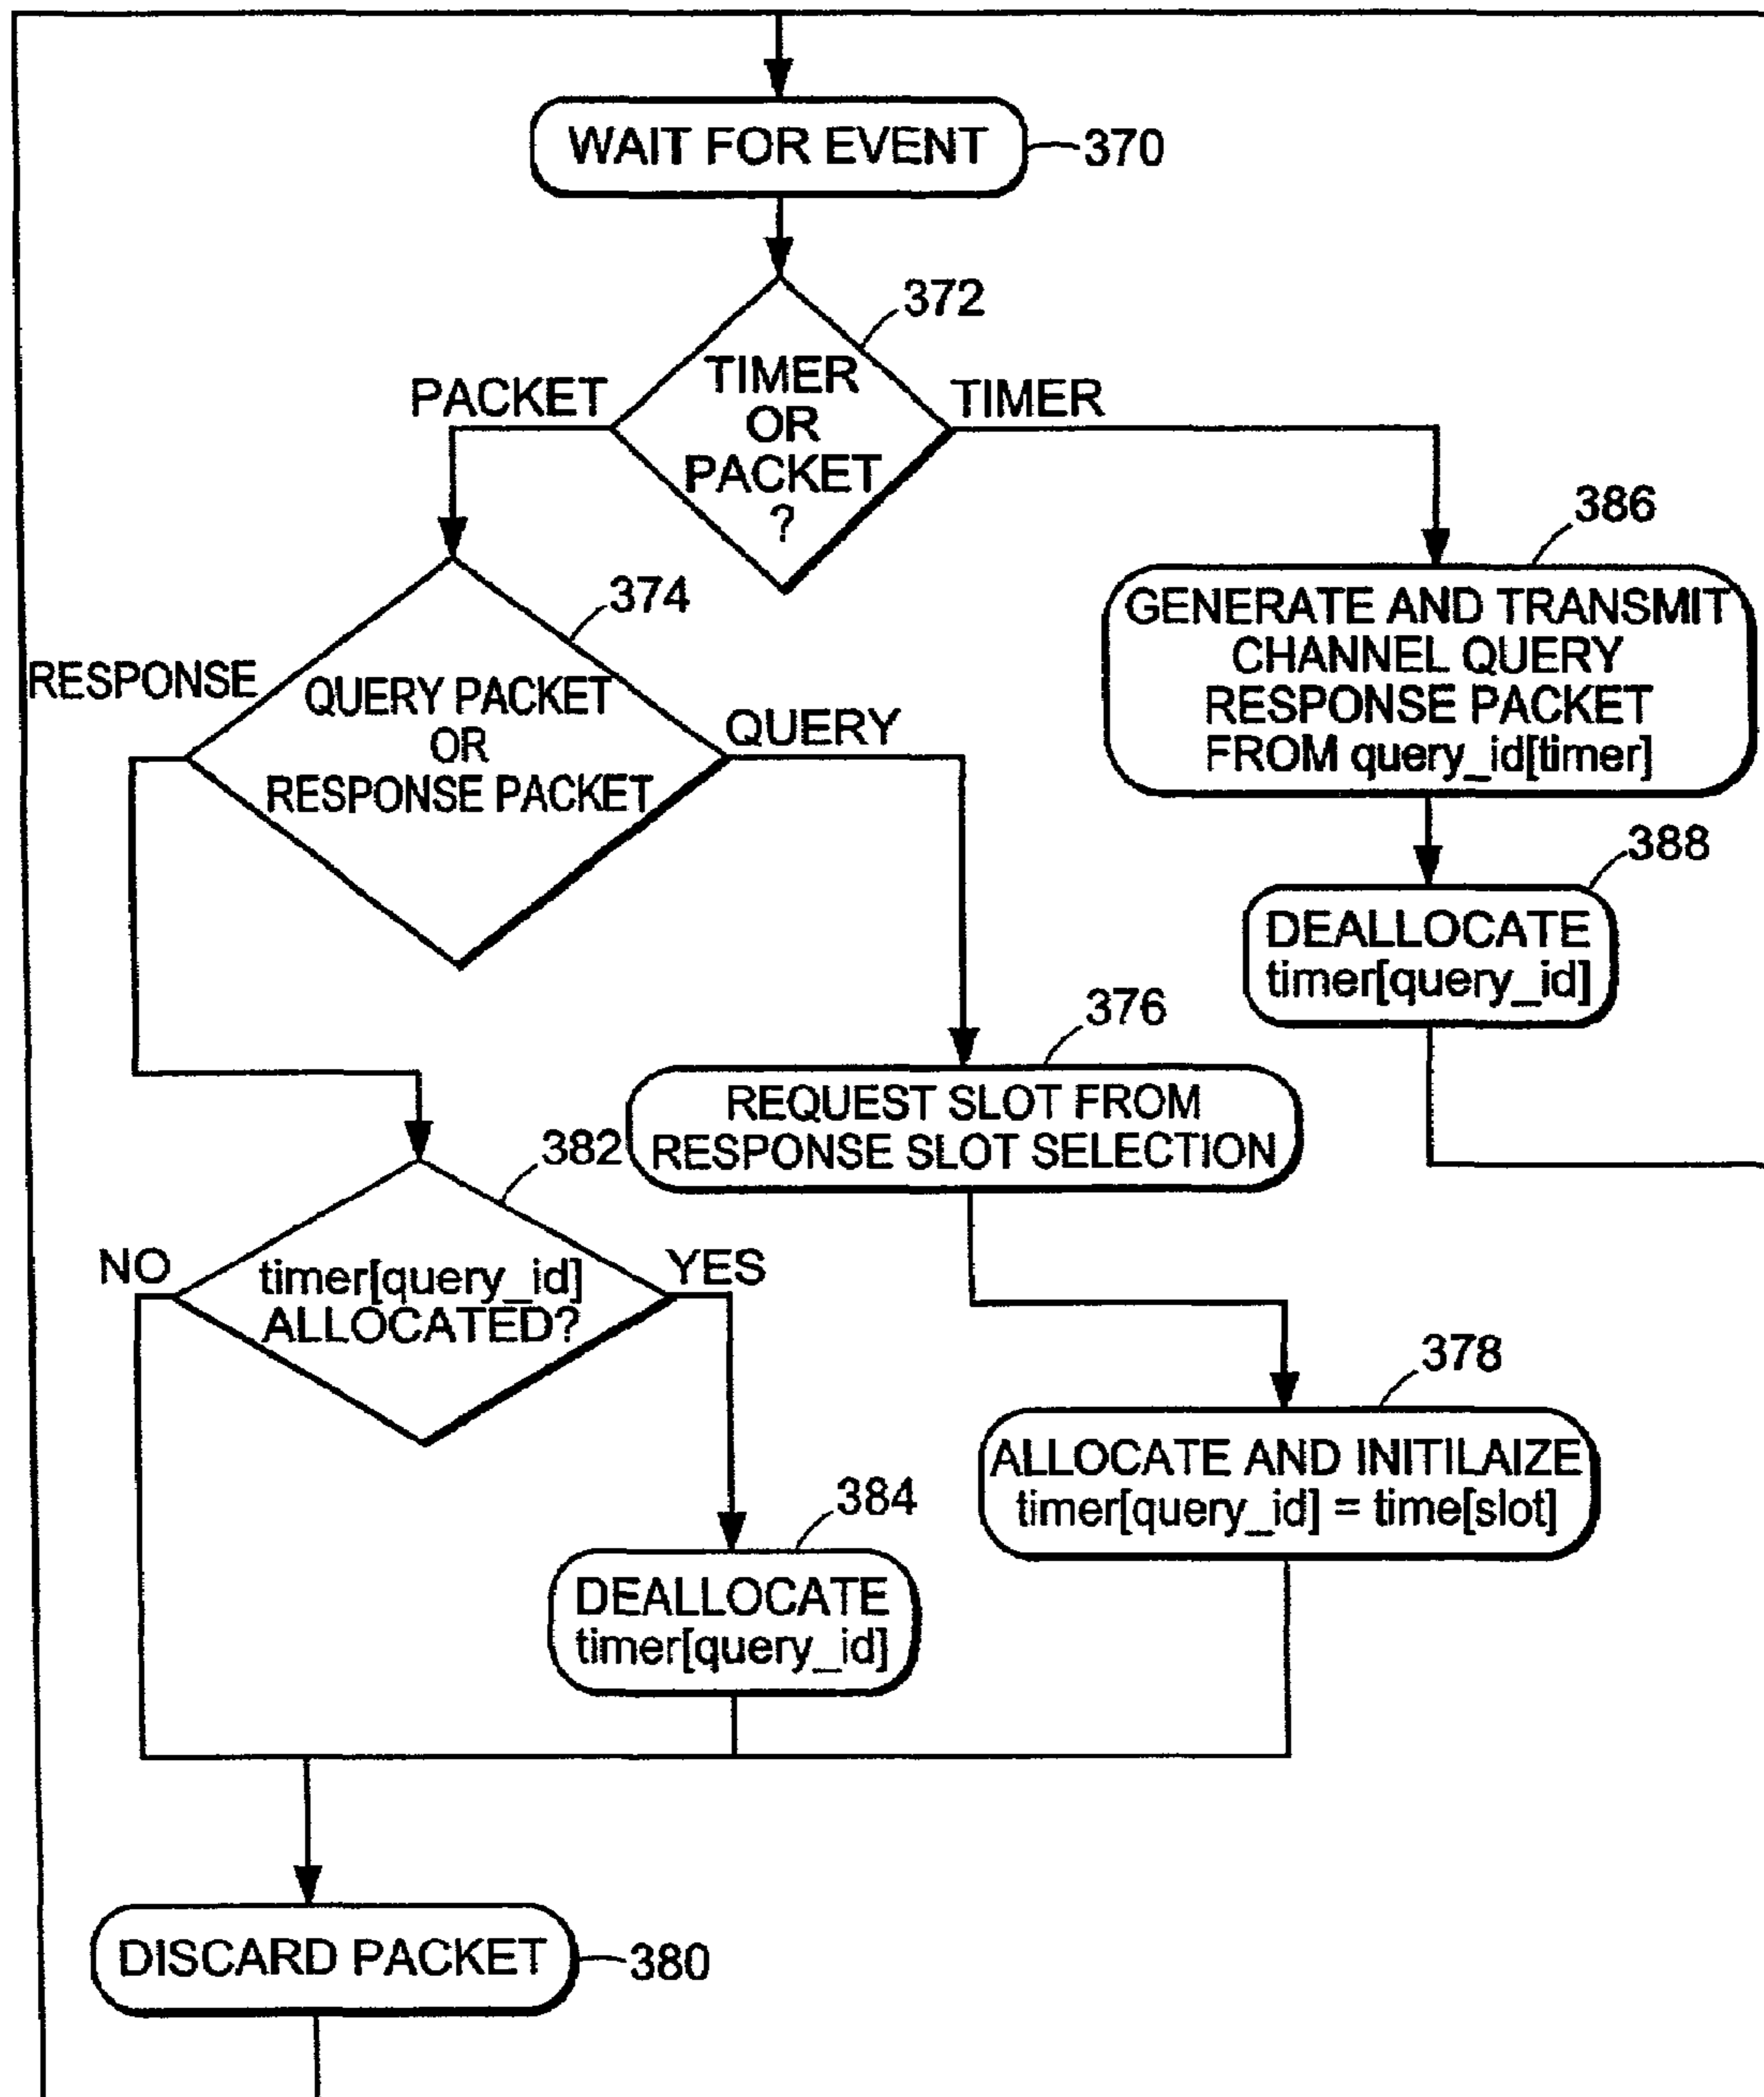 WAIT FOR EVENT
370
372
PACKET
TIMER
OR
PACKET
?
TIMER
386
GENERATE AND TRANSMIT
CHANNEL QUERY
RESPONSE PACKET
FROM query_id[timer]
374
RESPONSE
QUERY PACKET
OR
RESPONSE PACKET
QUERY
388
DEALLOCATE
timer[query_id]
376
REQUEST SLOT FROM
RESPONSE SLOT SELECTION
382
NO
timer[query_id]
ALLOCATED?
YES
378
ALLOCATE AND INITILAIZE
timer[query_id] = time[slot]
384
DEALLOCATE
timer[query_id]
DISCARD PACKET
380